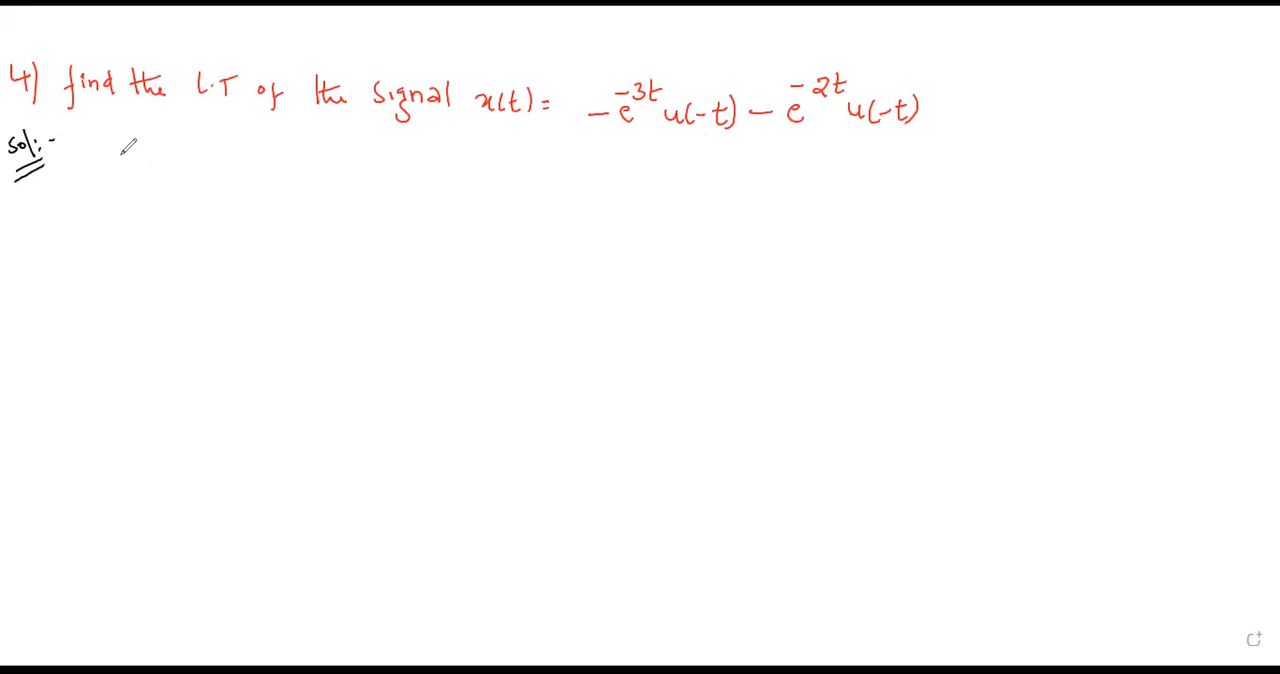 4) find the L.T of the signal x(t) = -e^{-3t} u(-t) - e^{-2t} u(-t)
Sol:-